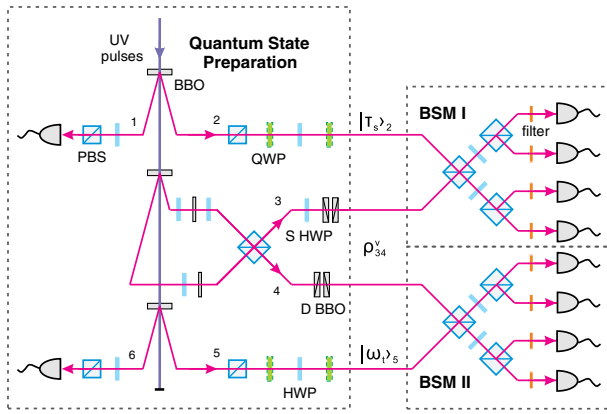 UV
pulses
Quantum State
Preparation
BBO
1
2
PBS
QWP
|τₛ⟩₂
BSM I
filter
3
S HWP
ρ³⁴ᵛ
4
D BBO
6
5
HWP
|ωₜ⟩₅
BSM II